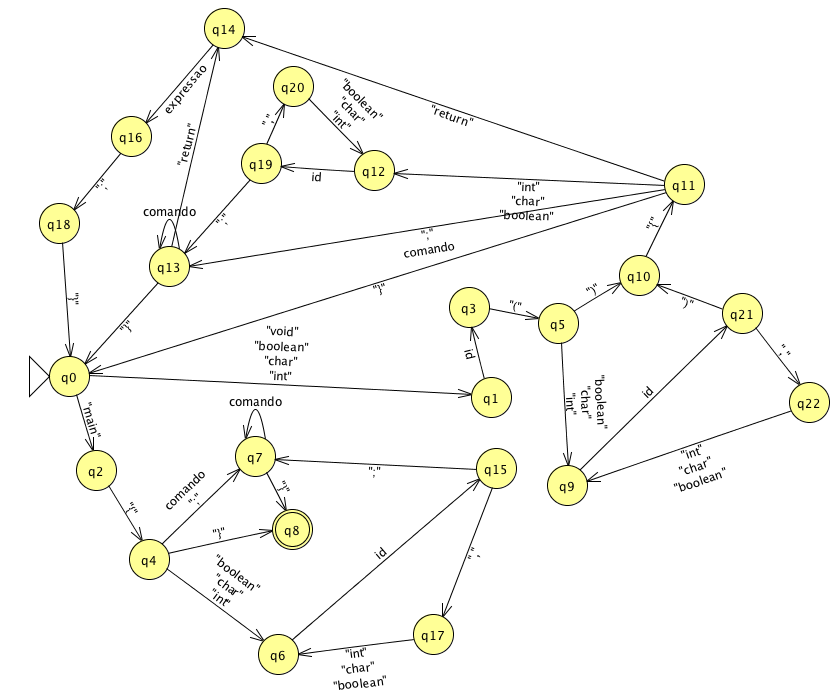 q14
q20
"boolean"
"char"
"int"
expressao
"return"
q16
"return"
","
q19
id
q12
q11
";"
"int"
"char"
"boolean"
q18
comando
";"
";"
comando
"{"
q13
q10
"}"
"}"
"}"
")"
")"
q3
"("
q5
q21
"void"
"boolean"
"char"
"int"
id
","
q0
q1
"boolean"
"char"
"int"
id
q22
"main"
comando
q7
q2
q15
"int"
"char"
"boolean"
comando
";"
";"
"}"
q9
"{"
"}"
q8
q4
id
","
"boolean"
"char"
"int"
q17
q6
"int"
"char"
"boolean"